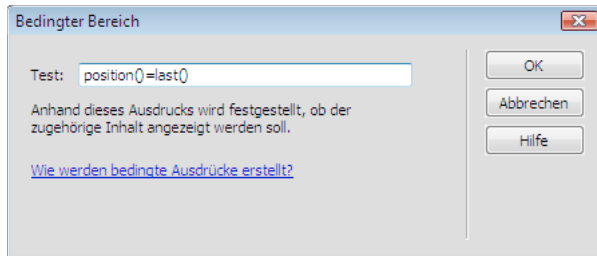 Bedingter Bereich
Test: position()=last()
Anhand dieses Ausdrucks wird festgestellt, ob der
zugehörige Inhalt angezeigt werden soll.
Wie werden bedingte Ausdrücke erstellt?
OK
Abbrechen
Hilfe